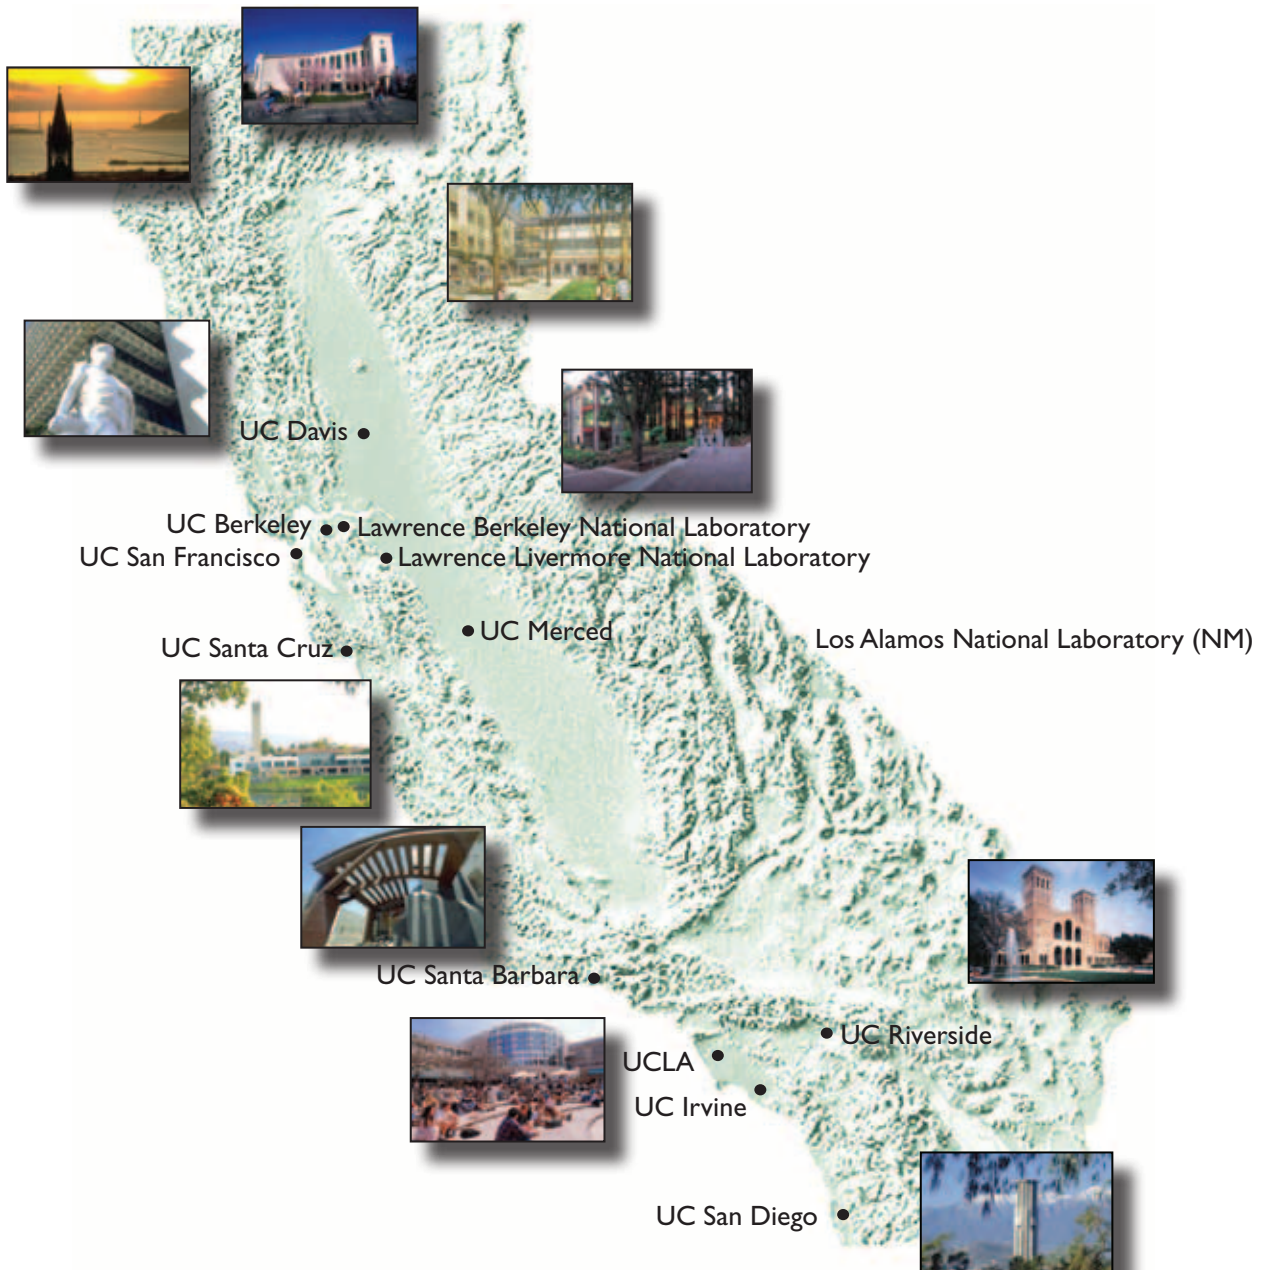 UC Davis
UC Berkeley
Lawrence Berkeley National Laboratory
UC San Francisco
Lawrence Livermore National Laboratory
UC Merced
Los Alamos National Laboratory (NM)
UC Santa Cruz
UC Santa Barbara
UC Riverside
UCLA
UC Irvine
UC San Diego